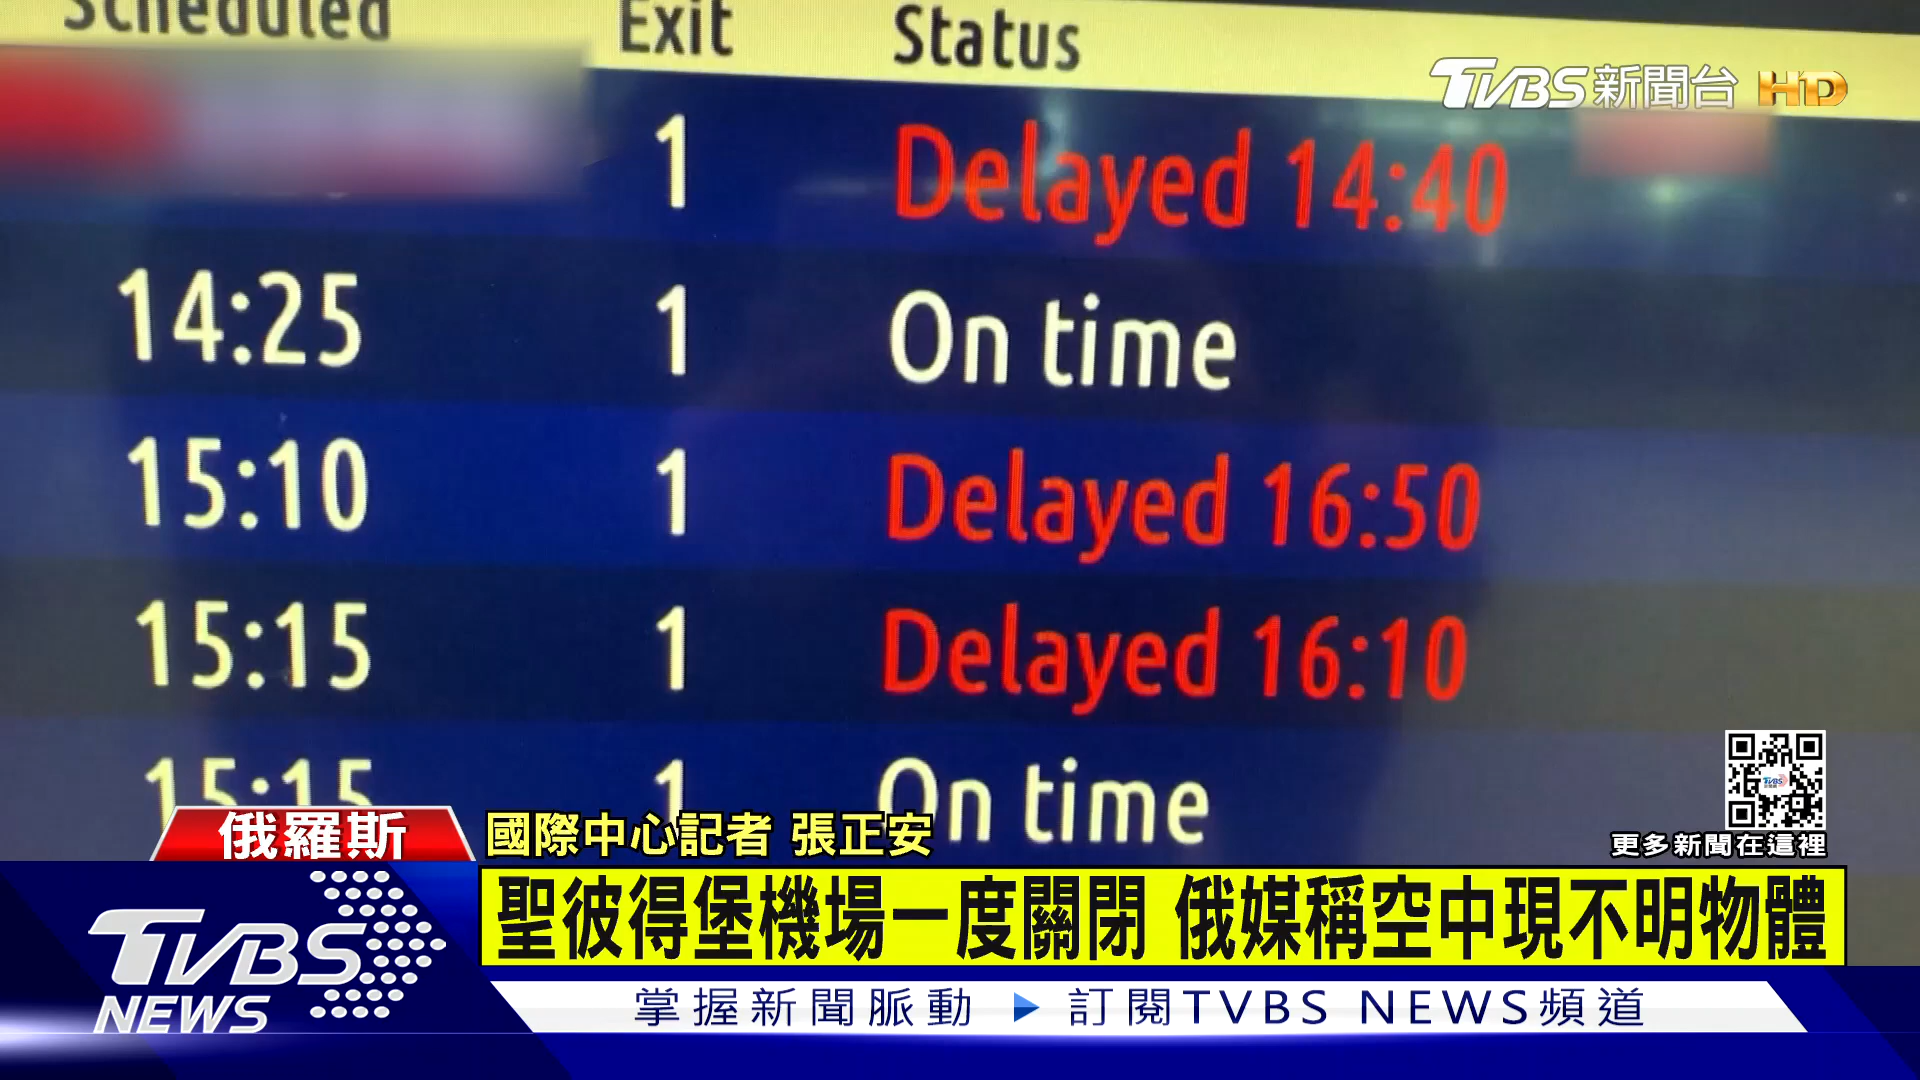 Scheduled Exit Status
TVBS新聞台 HD
1 Delayed 14:40
14:25 1 On time
15:10 1 Delayed 16:50
15:15 1 Delayed 16:10
15:15 1 On time
更多新聞在這裡
俄羅斯
國際中心記者 張正安
聖彼得堡機場一度關閉 俄媒稱空中現不明物體
TVBS NEWS
掌握新聞脈動 ▶ 訂閱TVBS NEWS頻道